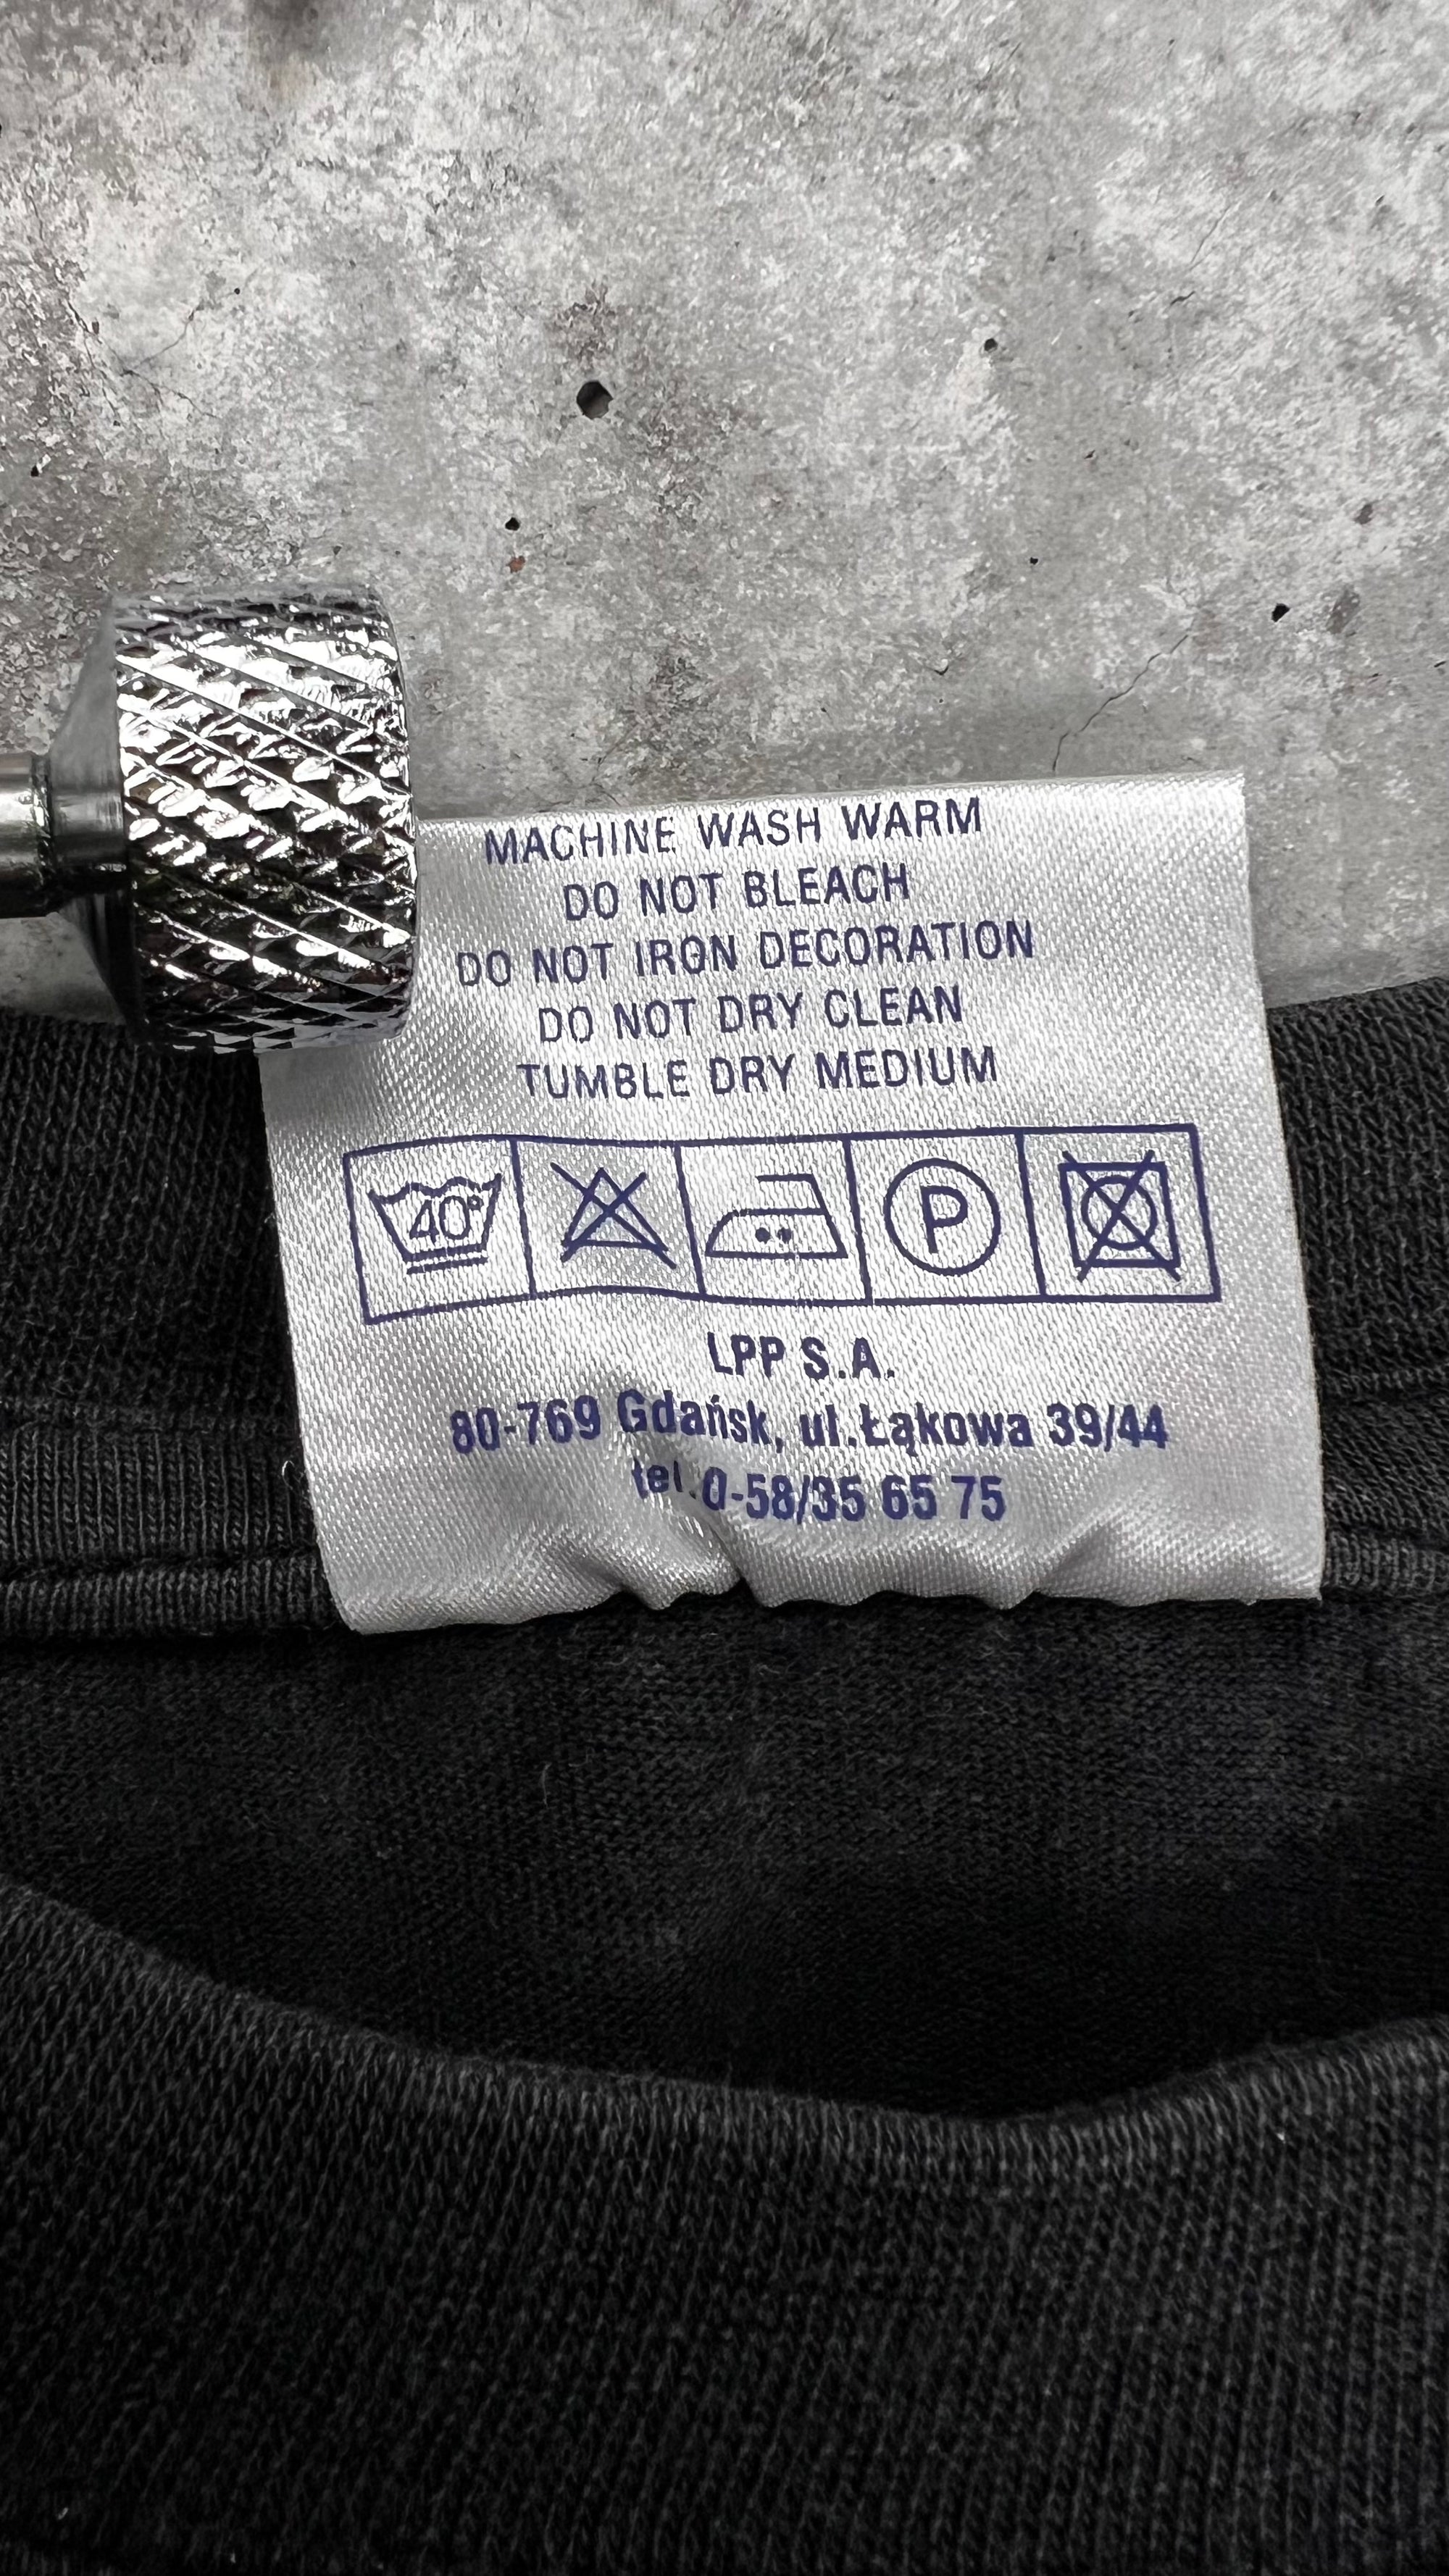 MACHINE WASH WARM
DO NOT BLEACH
DO NOT IRON DECORATION
DO NOT DRY CLEAN
TUMBLE DRY MEDIUM
40° P
LPP S.A.
80-769 Gdańsk, ul.Łąkowa 39/44
tel.0-58/35 65 75